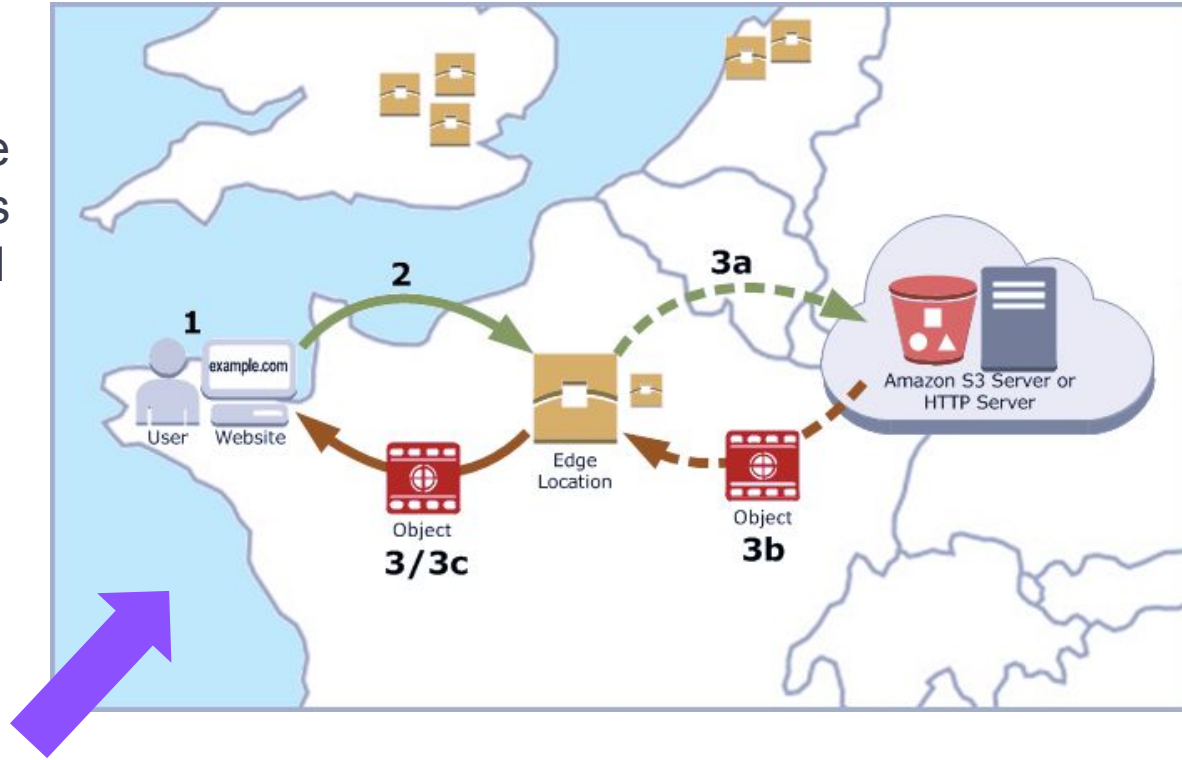 e
s
l
1
2
3a
example.com
User
Website
Edge
Location
Amazon S3 Server or
HTTP Server
Object
3/3c
Object
3b